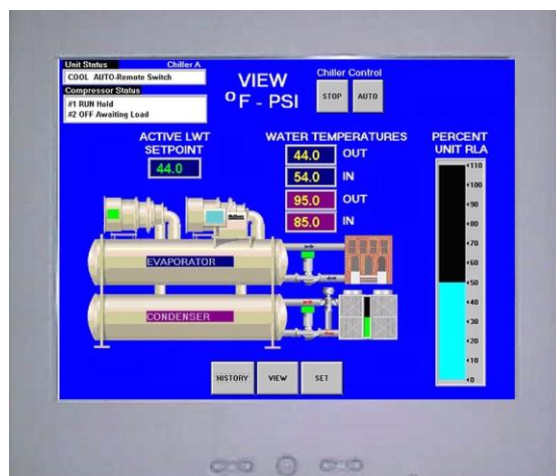 Unit Status Chiller A
COOL AUTO-Remote Switch
Compressor Status
#1 RUN Hold
#2 OFF Awaiting Load
VIEW
ºF - PSI
Chiller Control
STOP AUTO
ACTIVE LWT
SETPOINT
44.0
WATER TEMPERATURES
44.0 OUT
54.0 IN
95.0 OUT
85.0 IN
PERCENT
UNIT RLA
110
100
90
80
70
60
50
40
30
20
10
0
EVAPORATOR
CONDENSER
HISTORY VIEW SET